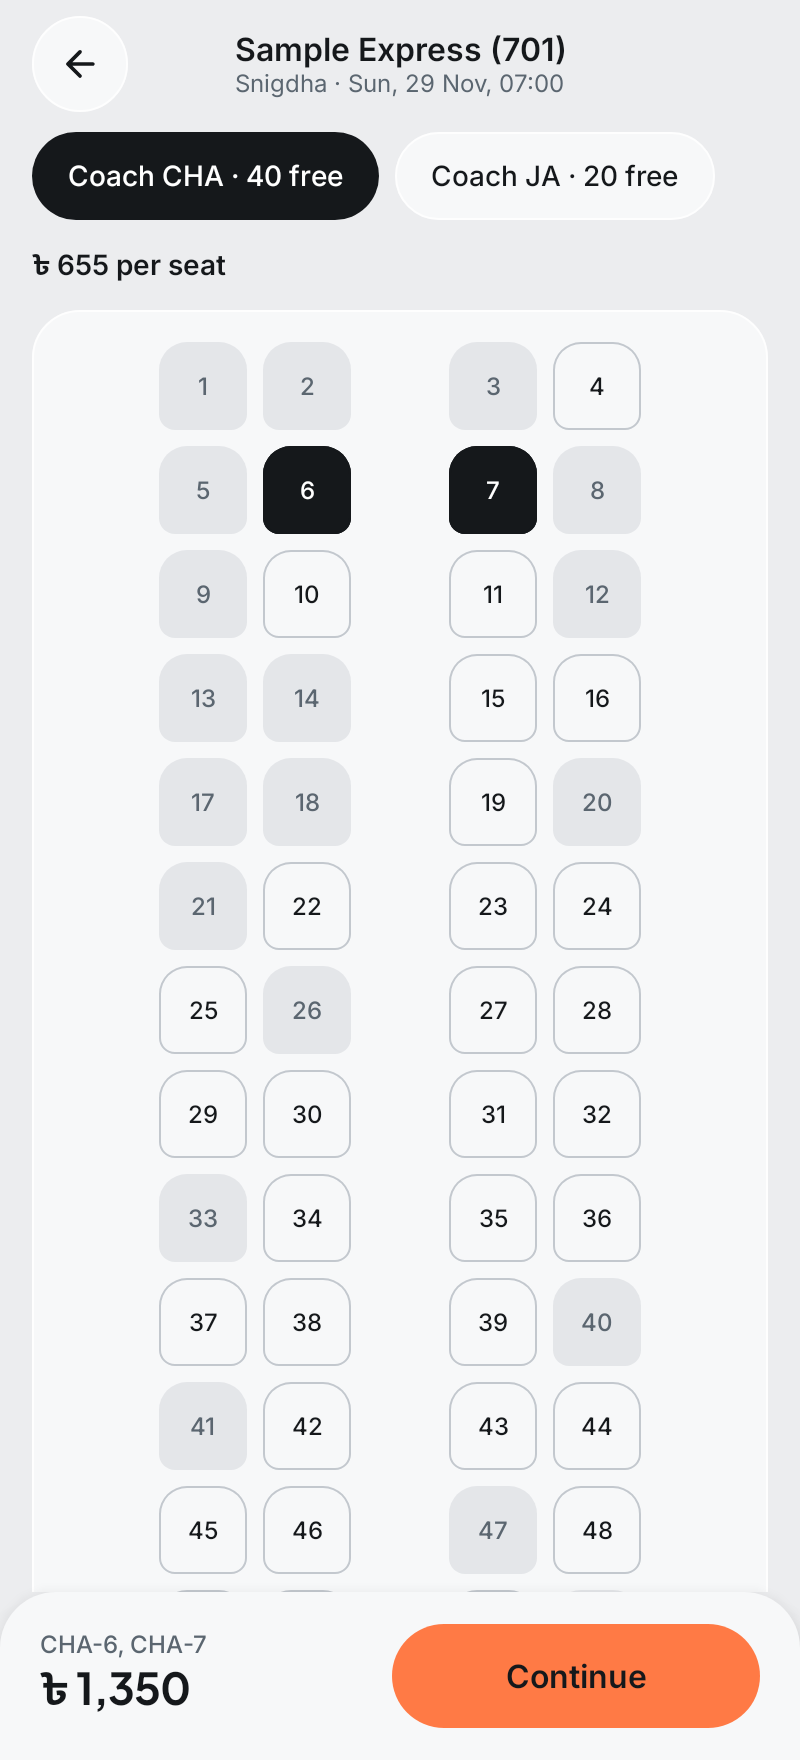 Sample Express (701)
Snigdha · Sun, 29 Nov, 07:00
Coach CHA · 40 free Coach JA · 20 free
৳ 655 per seat
1 2 3 4
5 6 7 8
9 10 11 12
13 14 15 16
17 18 19 20
21 22 23 24
25 26 27 28
29 30 31 32
33 34 35 36
37 38 39 40
41 42 43 44
45 46 47 48
CHA-6, CHA-7
৳ 1,350
Continue